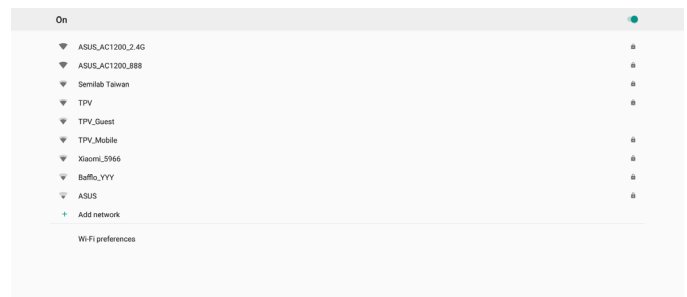 On
ASUS_AC1200_2.4G
ASUS_AC1200_888
Semilab Taiwan
TPV
TPV_Guest
TPV_Mobile
Xiaomi_5966
Bafflo_YYY
ASUS
+ Add network
Wi-Fi preferences